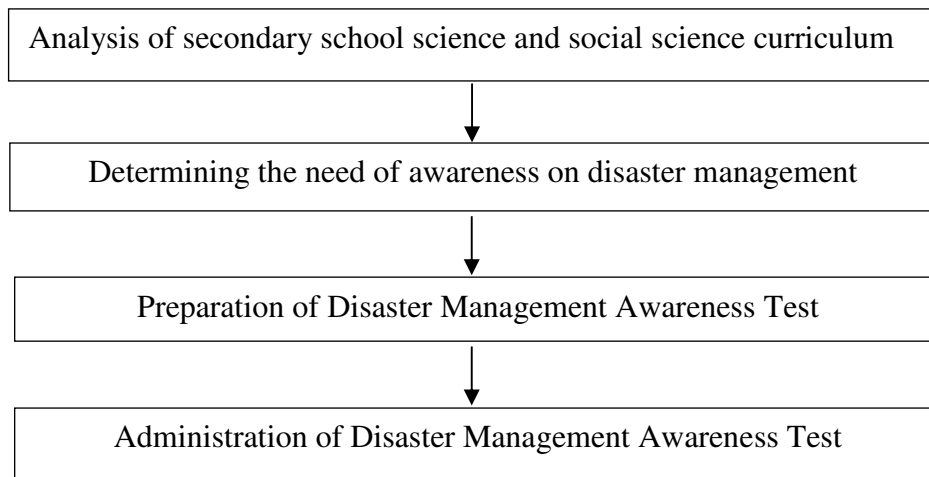 Analysis of secondary school science and social science curriculum
Determining the need of awareness on disaster management
Preparation of Disaster Management Awareness Test
Administration of Disaster Management Awareness Test